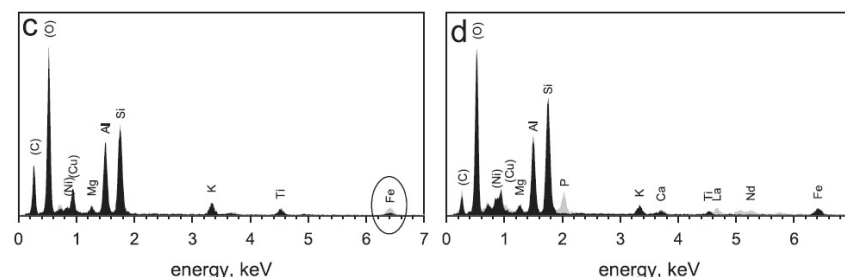 c
(C)
(O)
(Ni)
(Cu)
Mg
Al
Si
K
Ti
Fe
0 1 2 3 4 5 6 7
energy, keV
d
(C)
(O)
(Ni)
(Cu)
Mg
Al
Si
P
K
Ca
Ti
La
Nd
Fe
0 1 2 3 4 5 6
energy, keV